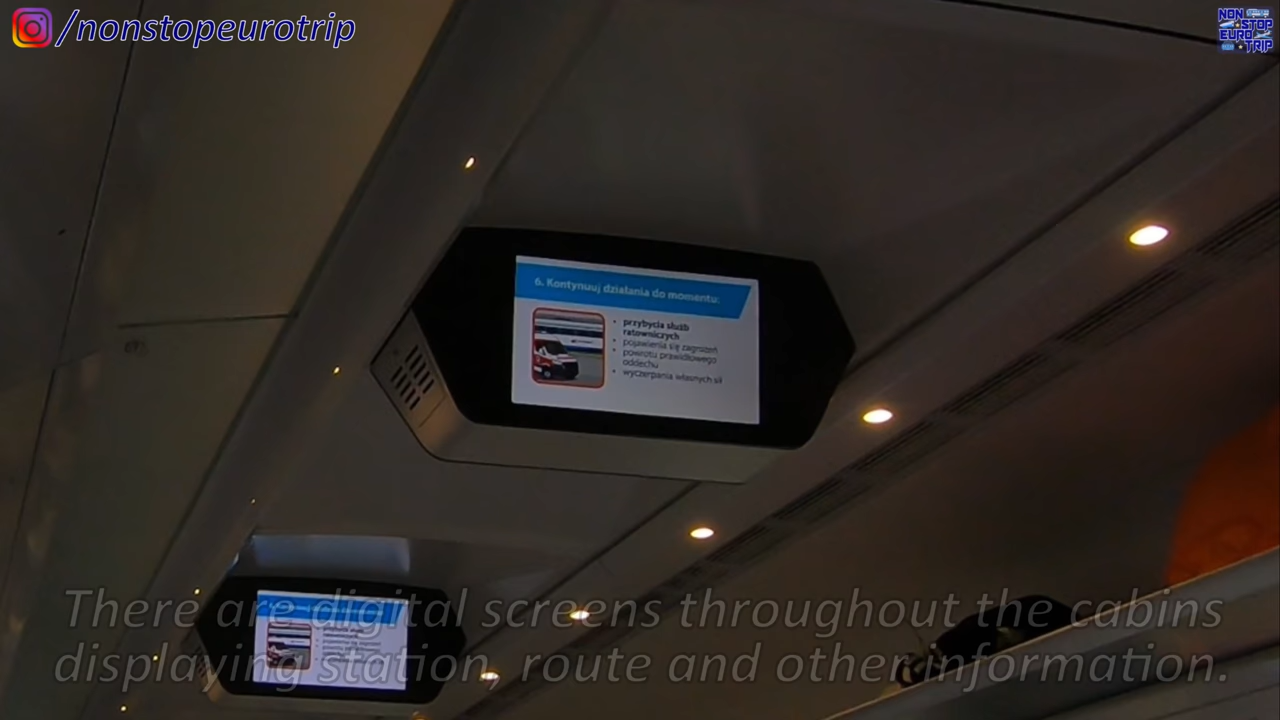 /nonstopeurotrip
NON
STOP
EURO
TRIP
6. Kontynuuj działania do momentu:
• przybycia służb
ratowniczych
• pojawienia się zagrożeń
• powrotu prawidłowego
oddechu
• wyczerpania własnych sił
There are digital screens throughout the cabins
displaying station, route and other information.